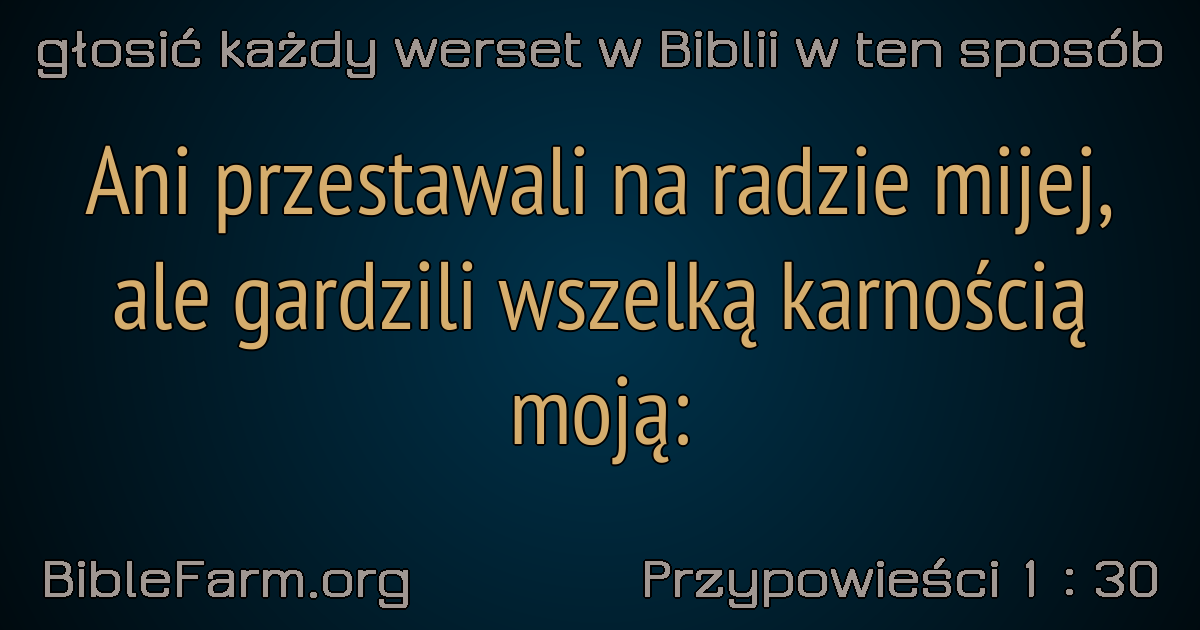 głosić każdy werset w Biblii w ten sposób
Ani przestawali na radzie mijej,
ale gardzili wszelką karnością
moją:
BibleFarm.org
Przypowieści 1 : 30